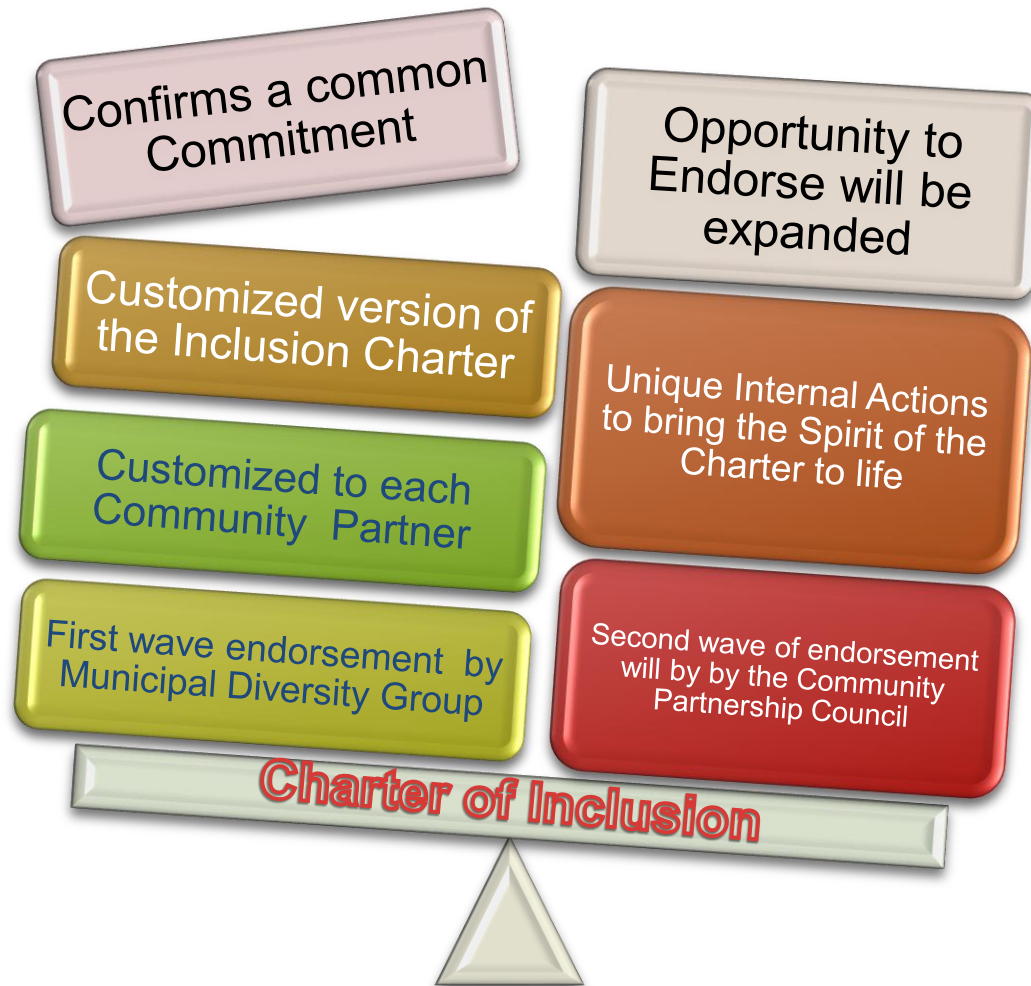 Confirms a common
Commitment
Customized version of
the Inclusion Charter
Customized to each
Community Partner
First wave endorsement by
Municipal Diversity Group
Opportunity to
Endorse will be
expanded
Unique Internal Actions
to bring the Spirit of the
Charter to life
Second wave of endorsement
will by by the Community
Partnership Council
Charter of Inclusion